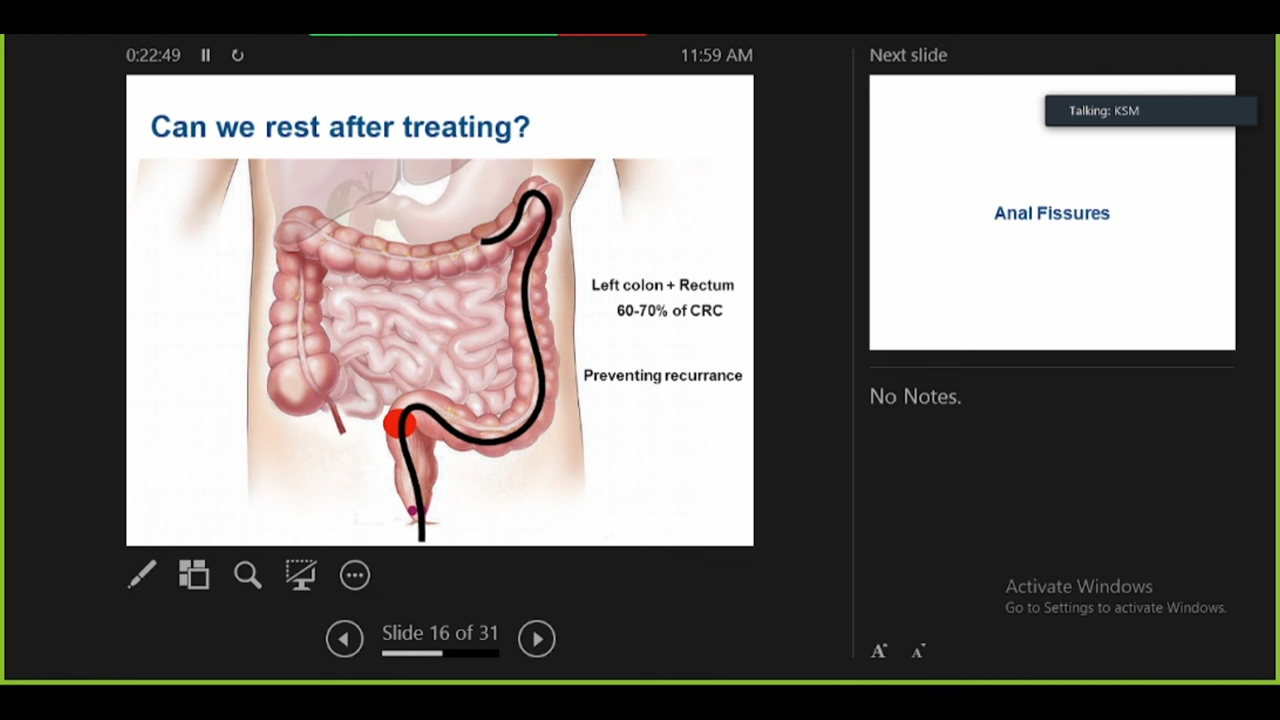 0:22:49
11:59 AM
Next slide
Talking: KSM
Can we rest after treating?
Left colon + Rectum
60-70% of CRC
Preventing recurrance
Anal Fissures
No Notes.
Activate Windows
Go to Settings to activate Windows.
Slide 16 of 31
A A